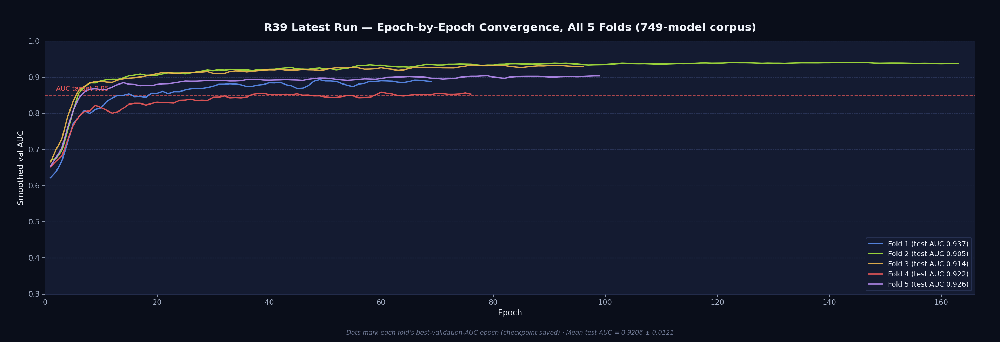 R39 Latest Run — Epoch-by-Epoch Convergence, All 5 Folds (749-model corpus)
1.0
0.9
0.8
0.7
0.6
0.5
0.4
0.3
Smoothed val AUC
AUC target 0.85
Fold 1 (test AUC 0.937)
Fold 2 (test AUC 0.905)
Fold 3 (test AUC 0.914)
Fold 4 (test AUC 0.922)
Fold 5 (test AUC 0.926)
0 20 40 60 80 100 120 140 160
Epoch
Dots mark each fold's best-validation-AUC epoch (checkpoint saved) · Mean test AUC = 0.9206 ± 0.0121